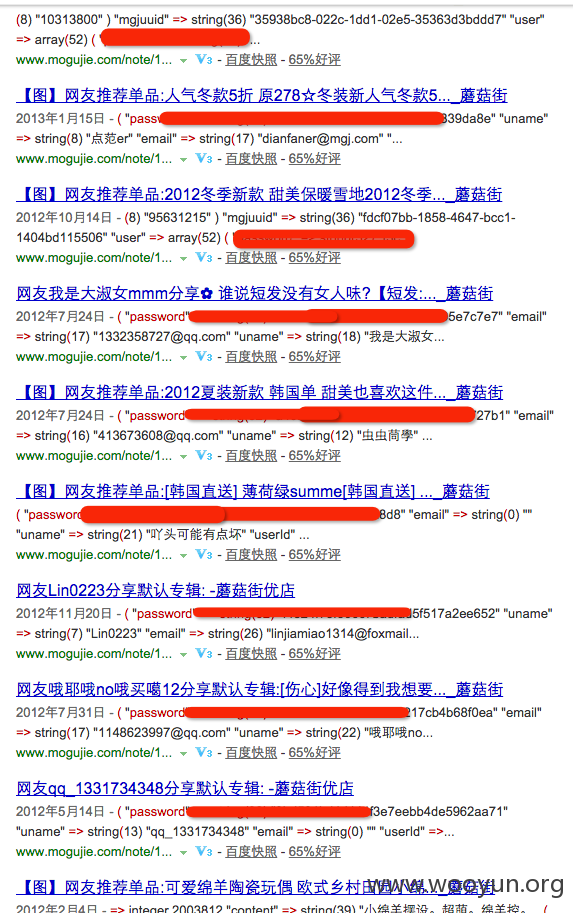 (8) "10313800" ) "mgjuuid" => string(36) "35938bc8-022c-1dd1-02e5-35363d3bddd7" "user"
=> array(52) ( ...
www.mogujie.com/note/1... V3 - 百度快照 - 65%好评
【图】网友推荐单品:人气冬款5折 原278☆冬装新人气冬款5..._蘑菇街
2013年1月15日 - ( "passw 839da8e" "uname"
=> string(8) "点范er" "email" => string(17) "dianfaner@mgj.com" "...
www.mogujie.com/note/1... V3 - 百度快照 - 65%好评
【图】网友推荐单品:2012冬季新款 甜美保暖雪地2012冬季..._蘑菇街
2012年10月14日 - (8) "95631215" ) "mgjuuid" => string(36) "fdcf07bb-1858-4647-bcc1-
1404bd115506" "user" => array(52) (
www.mogujie.com/note/1... V3 - 百度快照 - 65%好评
网友我是大淑女mmm分享✿ 谁说短发没有女人味?【短发:..._蘑菇街
2012年7月24日 - ( "password" 5e7c7e7" "email"
=> string(17) "1332358727@qq.com" "uname" => string(18) "我是大淑女...
www.mogujie.com/note/1... V3 - 百度快照 - 65%好评
【图】网友推荐单品:2012夏装新款 韩国单 甜美也喜欢这件..._蘑菇街
2012年7月24日 - ( "password" 27b1" "email"
=> string(16) "413673608@qq.com" "uname" => string(12) "虫虫茼學" ...
www.mogujie.com/note/1... V3 - 百度快照 - 65%好评
【图】网友推荐单品:[韩国直送] 薄荷绿summe[韩国直送] ..._蘑菇街
( "password 8d8" "email" => string(0) ""
"uname" => string(21) "吖头可能有点坏" "userId" ...
www.mogujie.com/note/1... V3 - 百度快照 - 65%好评
网友Lin0223分享默认专辑: -蘑菇街优店
2012年11月20日 - ( "password" d5f517a2ee652" "uname"
=> string(7) "Lin0223" "email" => string(26) "linjiamiao1314@foxmail...
www.mogujie.com/note/1... V3 - 百度快照 - 65%好评
网友哦耶哦no哦买噶12分享默认专辑:[伤心]好像得到我想要..._蘑菇街
2012年7月31日 - ( "password" 217cb4b68f0ea" "email"
=> string(17) "1148623997@qq.com" "uname" => string(22) "哦耶哦no...
www.mogujie.com/note/1... V3 - 百度快照 - 65%好评
网友qq_1331734348分享默认专辑: -蘑菇街优店
2012年5月14日 - ( "password" f3e7eebb4de5962aa71"
"uname" => string(13) "qq_1331734348" "email" => string(0) "" "userId" =>...
www.mogujie.com/note/1... V3 - 百度快照 - 65%好评
【图】网友推荐单品:可爱绵羊陶瓷玩偶 欧式乡村田园
www.wooyun.org
2012年2月4日 - => integer 2003812 "content" => string(39) "小绵羊摆设。超萌。绵羊控。